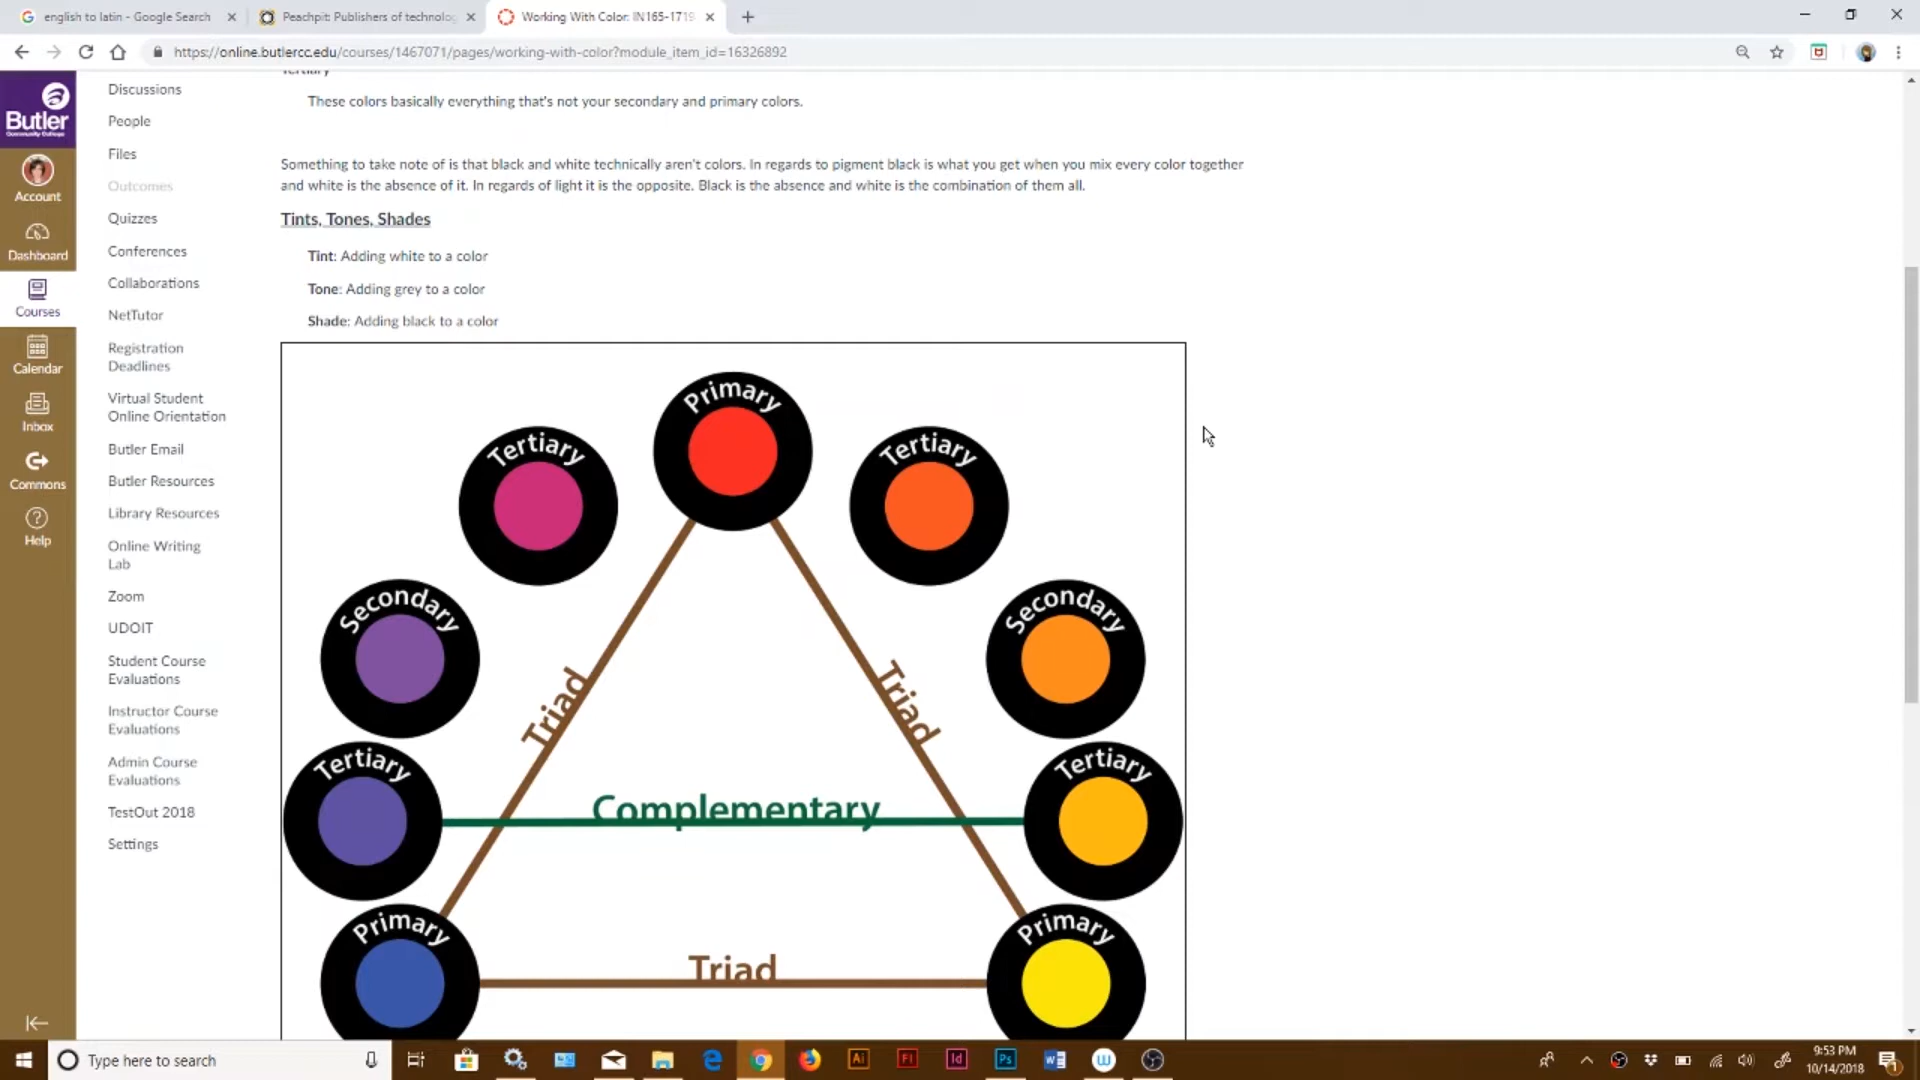 english to latin - Google Search
Peachpit: Publishers of technolog
Working With Color: IN165-1719
https://online.butlercc.edu/courses/1467071/pages/working-with-color?module_item_id=16326892
Butler
Community College
Account
Dashboard
Courses
Calendar
Inbox
Commons
Help
Discussions
People
Files
Outcomes
Quizzes
Conferences
Collaborations
NetTutor
Registration
Deadlines
Virtual Student
Online Orientation
Butler Email
Butler Resources
Library Resources
Online Writing
Lab
Zoom
UDOIT
Student Course
Evaluations
Instructor Course
Evaluations
Admin Course
Evaluations
TestOut 2018
Settings
Tertiary
These colors basically everything that's not your secondary and primary colors.
Something to take note of is that black and white technically aren't colors. In regards to pigment black is what you get when you mix every color together
and white is the absence of it. In regards of light it is the opposite. Black is the absence and white is the combination of them all.
Tints, Tones, Shades
Tint: Adding white to a color
Tone: Adding grey to a color
Shade: Adding black to a color
Primary
Tertiary
Tertiary
Secondary
Secondary
Triad
Triad
Tertiary
Complementary
Tertiary
Primary
Triad
Primary
Type here to search
Ai
Fl
Id
Ps
W
9:53 PM
10/14/2018
1